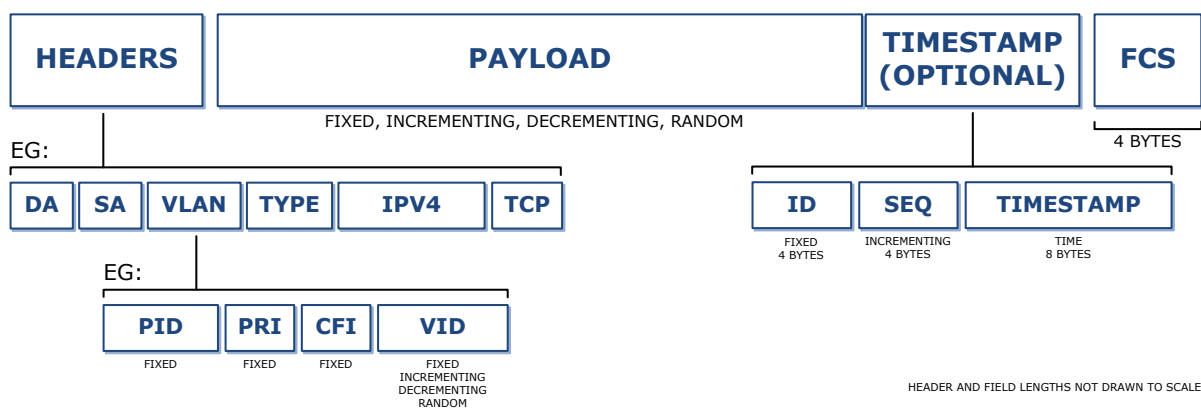 HEADERS
PAYLOAD
TIMESTAMP
(OPTIONAL)
FCS
FIXED, INCREMENTING, DECREMENTING, RANDOM
4 BYTES
EG:
DA
SA
VLAN
TYPE
IPV4
TCP
ID
SEQ
TIMESTAMP
FIXED
4 BYTES
INCREMENTING
4 BYTES
TIME
8 BYTES
EG:
PID
PRI
CFI
VID
FIXED
FIXED
FIXED
FIXED
INCREMENTING
DECREMENTING
RANDOM
HEADER AND FIELD LENGTHS NOT DRAWN TO SCALE